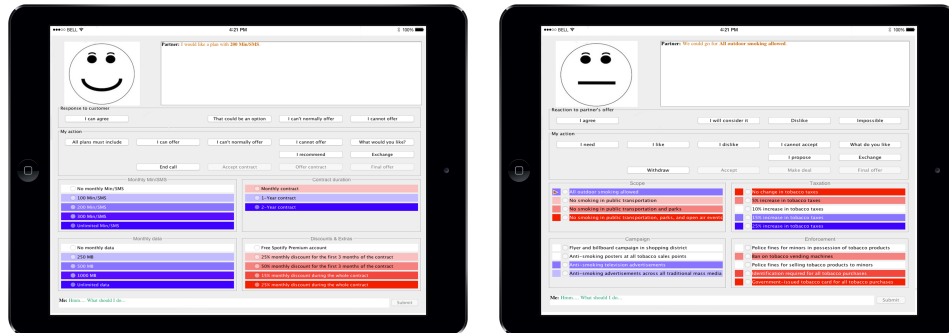 ●●●○○ BELL 4:21 PM 100%
Partner: I would like a plan with 200 Min/SMS.
Response to customer
I can agree That could be an option I can't normally offer I cannot offer
My action
All plans must include I can offer I can't normally offer I cannot offer What would you like?
I recommend Exchange
End call Accept contract Offer contract Final offer
Monthly Min/SMS
No monthly Min/SMS
100 Min/SMS
200 Min/SMS
300 Min/SMS
Unlimited Min/SMS
Contract duration
Monthly contract
1-Year contract
2-Year contract
Monthly data
No monthly data
250 MB
500 MB
1000 MB
Unlimited data
Discounts & Extras
Free Spotify Premium account
25% monthly discount for the first 3 months of the contract
50% monthly discount for the first 3 months of the contract
15% monthly discount during the whole contract
25% monthly discount during the whole contract
Me: Hmm.... What should I do...
Submit
●●●○○ BELL 4:21 PM 100%
Partner: We could go for All outdoor smoking allowed.
Reaction to partner's offer
I agree I will consider it Dislike Impossible
My action
I need I like I dislike I cannot accept What do you like
I propose Exchange
Withdraw Accept Make deal Final offer
Scope
All outdoor smoking allowed
No smoking in public transportation
No smoking in public transportation and parks
No smoking in public transportation, parks, and open air events
Taxation
No change in tobacco taxes
5% increase in tobacco taxes
10% increase in tobacco taxes
15% increase in tobacco taxes
25% increase in tobacco taxes
Campaign
Flyer and billboard campaign in shopping district
Anti-smoking posters at all tobacco sales points
Anti-smoking television advertisements
Anti-smoking advertisements across all traditional mass media
Enforcement
Police fines for minors in possession of tobacco products
Ban on tobacco vending machines
Police fines for selling tobacco products to minors
Identification required for all tobacco purchases
Government-issued tobacco card for all tobacco purchases
Me: Hmm.... What should I do...
Submit